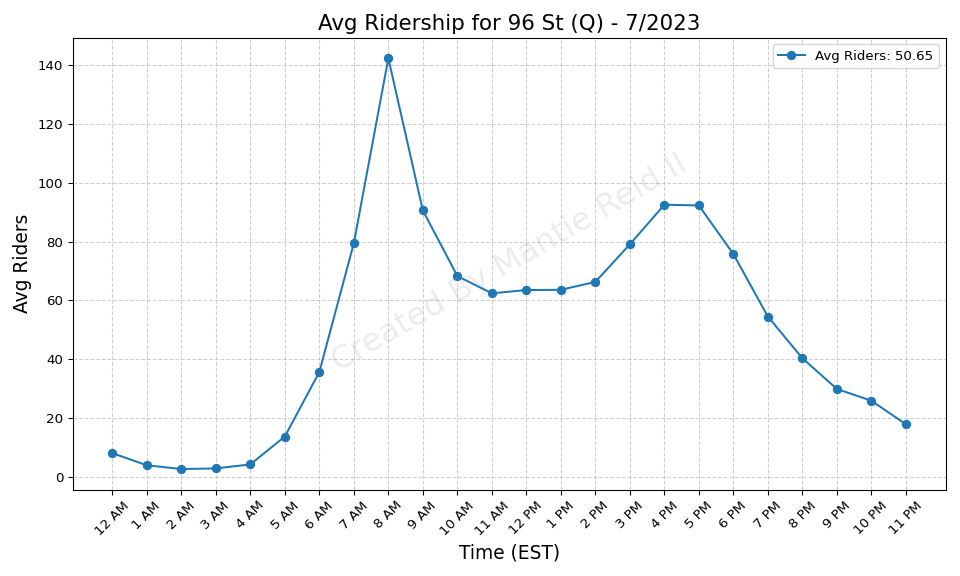 Avg Ridership for 96 St (Q) - 7/2023
Avg Riders: 50.65
140
120
100
80
60
40
20
0
Avg Riders
Created By Mantie Reid II
12 AM
1 AM
2 AM
3 AM
4 AM
5 AM
6 AM
7 AM
8 AM
9 AM
10 AM
11 AM
12 PM
1 PM
2 PM
3 PM
4 PM
5 PM
6 PM
7 PM
8 PM
9 PM
10 PM
11 PM
Time (EST)